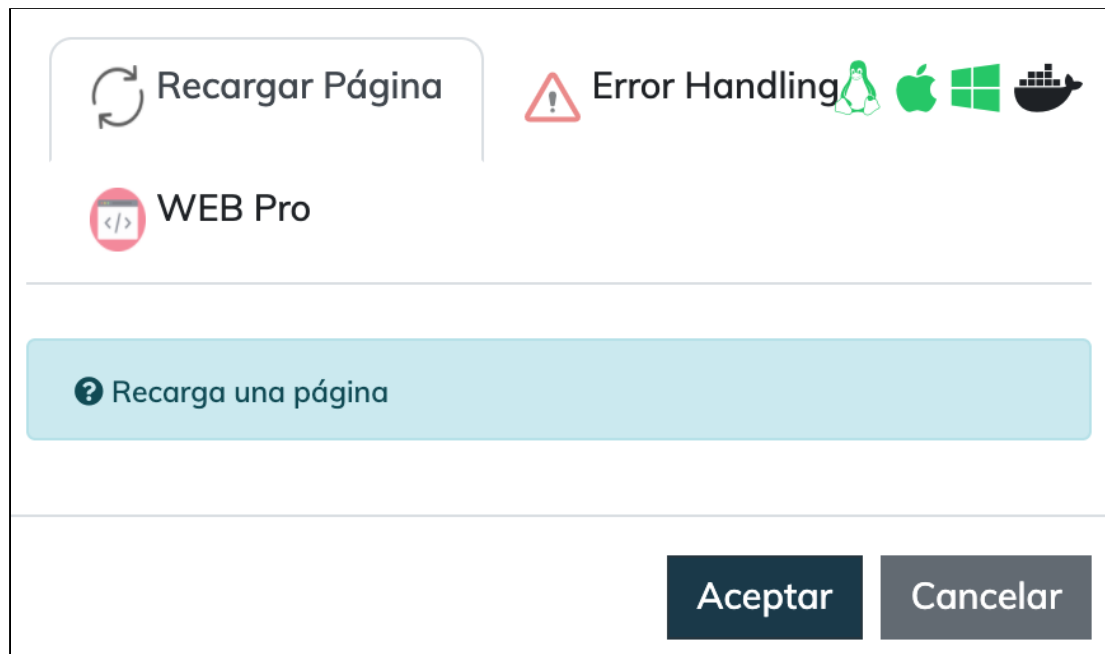 Recargar Página
Error Handling
WEB Pro
Recarga una página
Aceptar
Cancelar